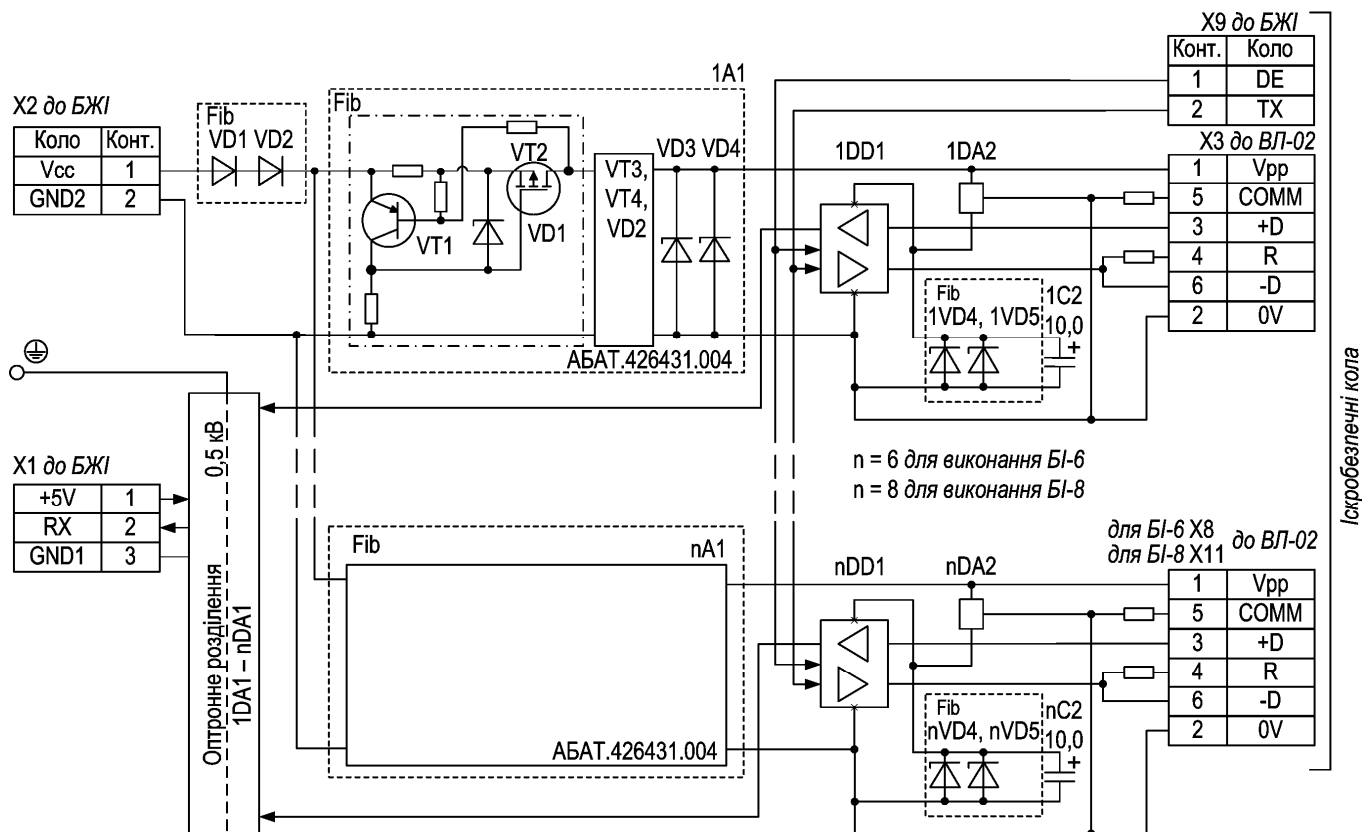 X9 до БЖІ
Конт. Коло
1 DE
2 TX
X3 до ВЛ-02
1 Vpp
5 COMM
3 +D
4 R
6 -D
2 0V
1A1
Fib
X2 до БЖІ
Коло Конт.
Vcc 1
GND2 2
Fib
VD1 VD2
VT2
VT1
VD1
VT3,
VT4,
VD2
VD3 VD4
АБАТ.426431.004
1DD1
1DA2
Fib
1VD4, 1VD5
1C2
10,0
+
Іскробезпечні кола
0,5 кВ
Оптронне розділення
1DA1 – nDA1
X1 до БЖІ
+5V 1
RX 2
GND1 3
n = 6 для виконання БІ-6
n = 8 для виконання БІ-8
Fib
nA1
АБАТ.426431.004
nDD1
nDA2
для БІ-6 X8
для БІ-8 X11
до ВЛ-02
1 Vpp
5 COMM
3 +D
4 R
6 -D
2 0V
Fib
nVD4, nVD5
nC2
10,0
+